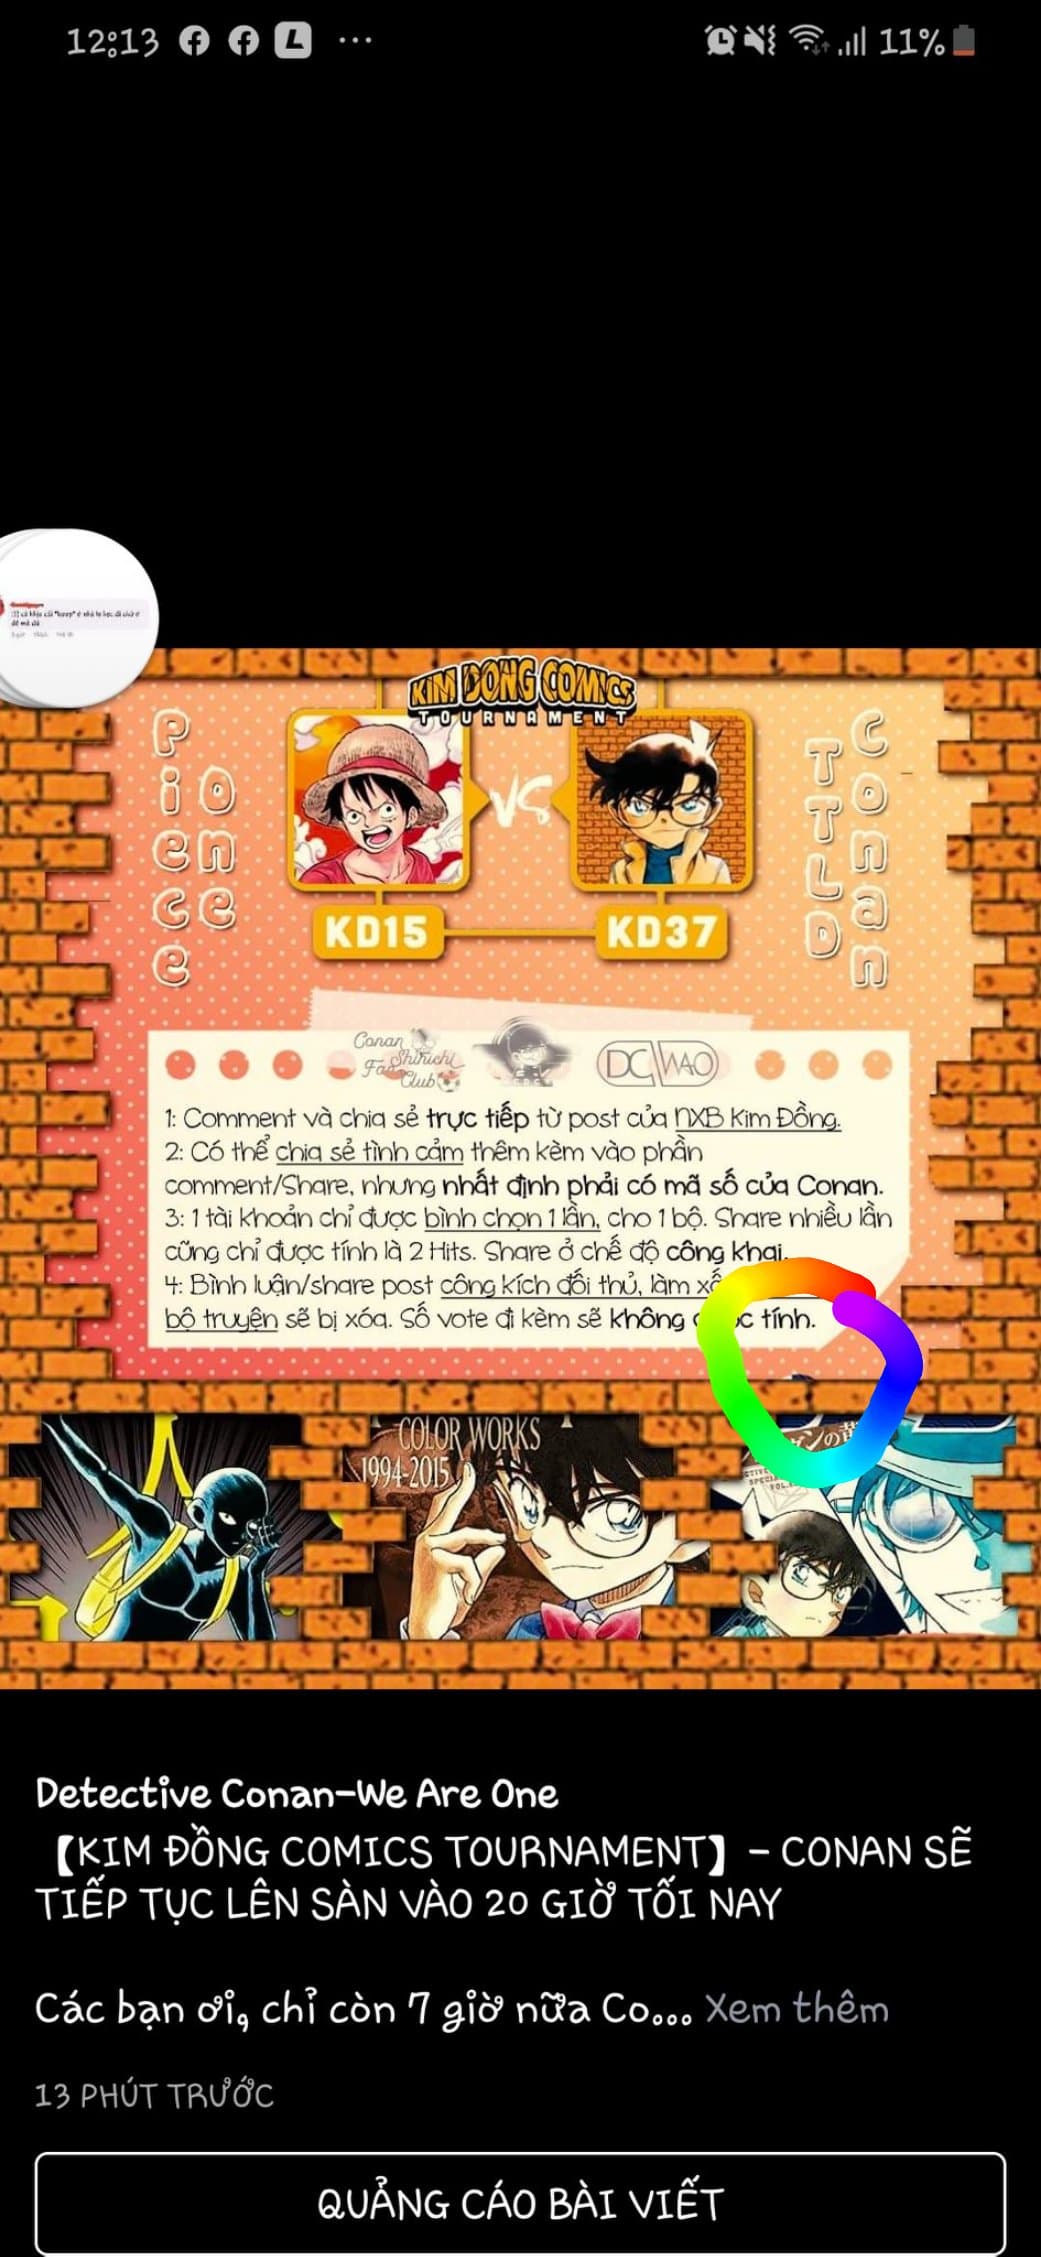 12:13
11%
KIM DONG COMICS
TOURNAMENT
One
Piece
VS
Conan
TTLD
KD15
KD37
Conan
Shinichi
Fan
Club
DC WAO
1: Comment và chia sẻ trực tiếp từ post của NXB Kim Đồng.
2: Có thể chia sẻ tình cảm thêm kèm vào phần
comment/Share, nhưng nhất định phải có mã số của Conan.
3: 1 tài khoản chỉ được bình chọn 1 lần, cho 1 bộ. Share nhiều lần
cũng chỉ được tính là 2 Hits. Share ở chế độ công khai.
4: Bình luận/share post công kích đối thủ, làm
bộ truyện sẽ bị xóa. Số vote đi kèm sẽ không tính.
COLOR WORKS
1994-2015
Detective Conan-We Are One
【KIM ĐỒNG COMICS TOURNAMENT】 - CONAN SẼ
TIẾP TỤC LÊN SÀN VÀO 20 GIỜ TỐI NAY
Các bạn ơi, chỉ còn 7 giờ nữa Co... Xem thêm
13 PHÚT TRƯỚC
QUẢNG CÁO BÀI VIẾT